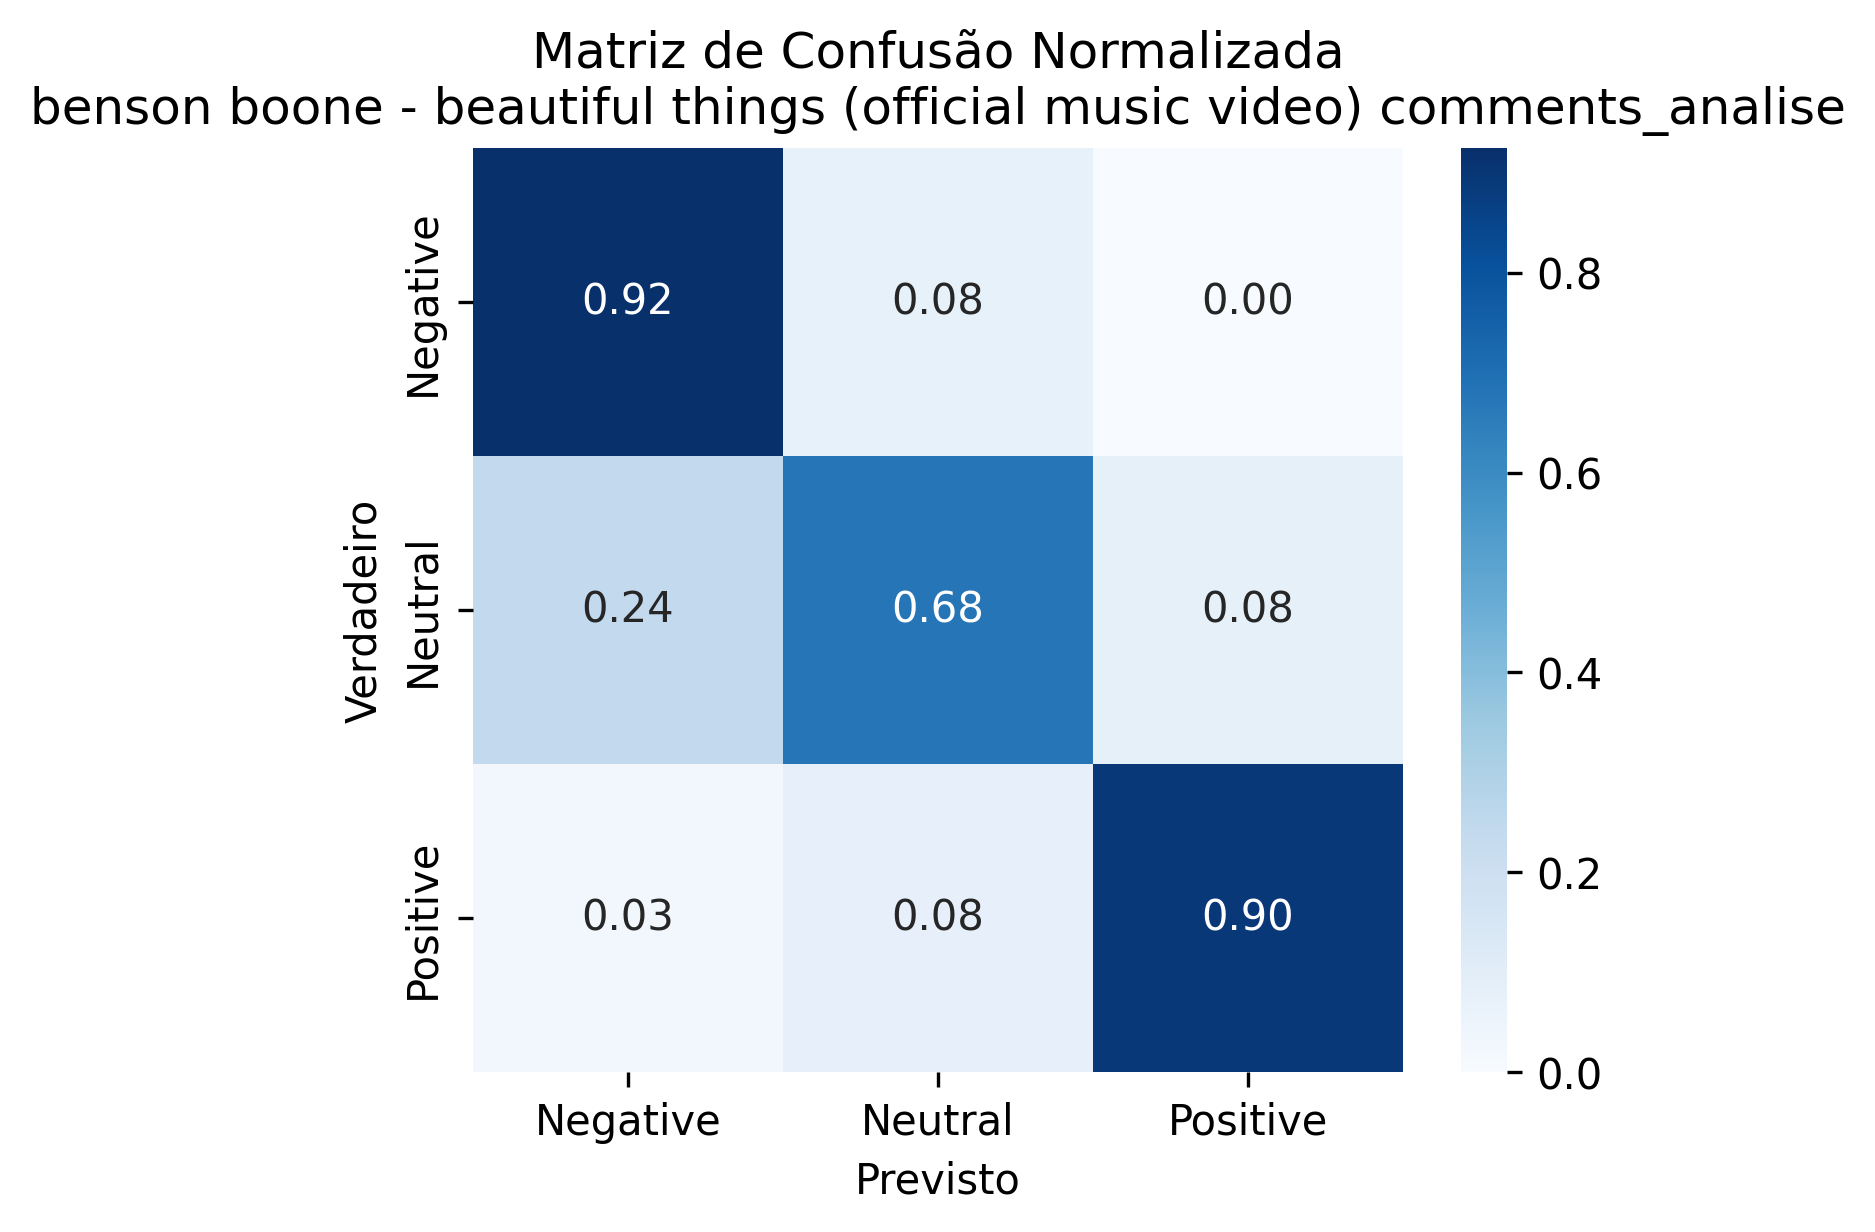 Matriz de Confusão Normalizada
benson boone - beautiful things (official music video) comments_analise
Verdadeiro
Negative
0.92 0.08 0.00
Neutral
0.24 0.68 0.08
Positive
0.03 0.08 0.90
Negative Neutral Positive
Previsto
0.8
0.6
0.4
0.2
0.0